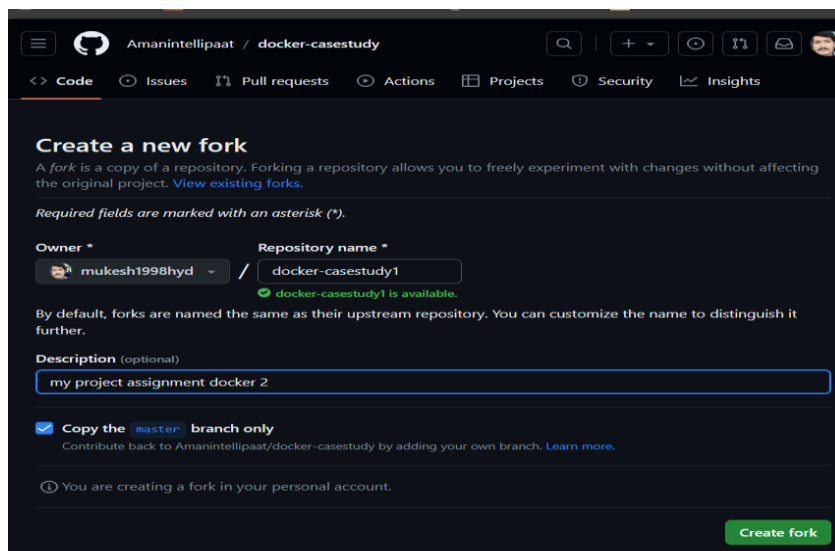 Amanintellipaat / docker-casestudy
<> Code Issues Pull requests Actions Projects Security Insights
Create a new fork
A fork is a copy of a repository. Forking a repository allows you to freely experiment with changes without affecting
the original project. View existing forks.
Required fields are marked with an asterisk (*).
Owner * Repository name *
mukesh1998hyd / docker-casestudy1
docker-casestudy1 is available.
By default, forks are named the same as their upstream repository. You can customize the name to distinguish it
further.
Description (optional)
my project assignment docker 2
Copy the master branch only
Contribute back to Amanintellipaat/docker-casestudy by adding your own branch. Learn more.
You are creating a fork in your personal account.
Create fork